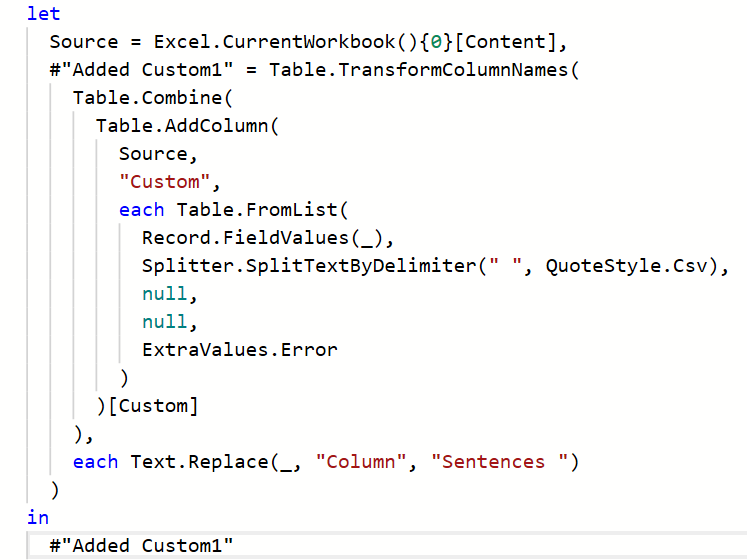 let
Source = Excel.CurrentWorkbook(){0}[Content],
#"Added Custom1" = Table.TransformColumnNames(
Table.Combine(
Table.AddColumn(
Source,
"Custom",
each Table.FromList(
Record.FieldValues(_),
Splitter.SplitTextByDelimiter(" ", QuoteStyle.Csv),
null,
null,
ExtraValues.Error
)
)[Custom]
),
each Text.Replace(_, "Column", "Sentences ")
)
in
#"Added Custom1"